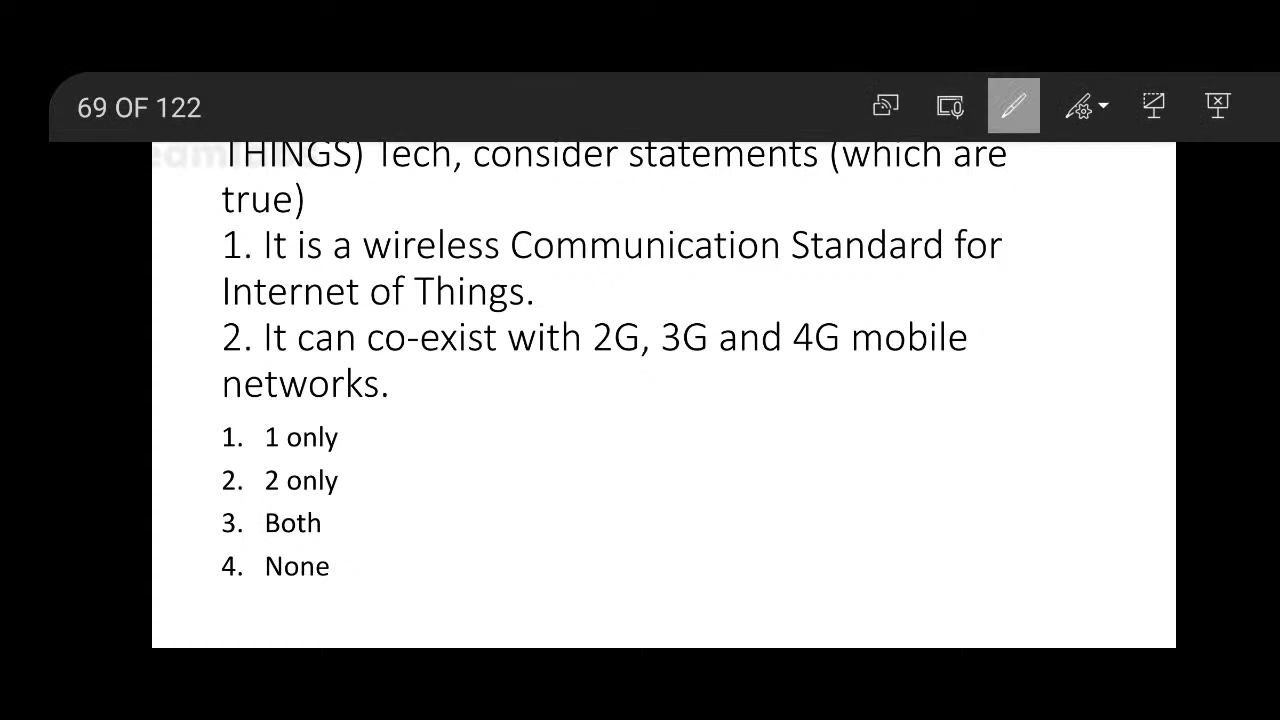 69 OF 122
THINGS) Tech, consider statements (which are
true)
1. It is a wireless Communication Standard for
Internet of Things.
2. It can co-exist with 2G, 3G and 4G mobile
networks.
1. 1 only
2. 2 only
3. Both
4. None